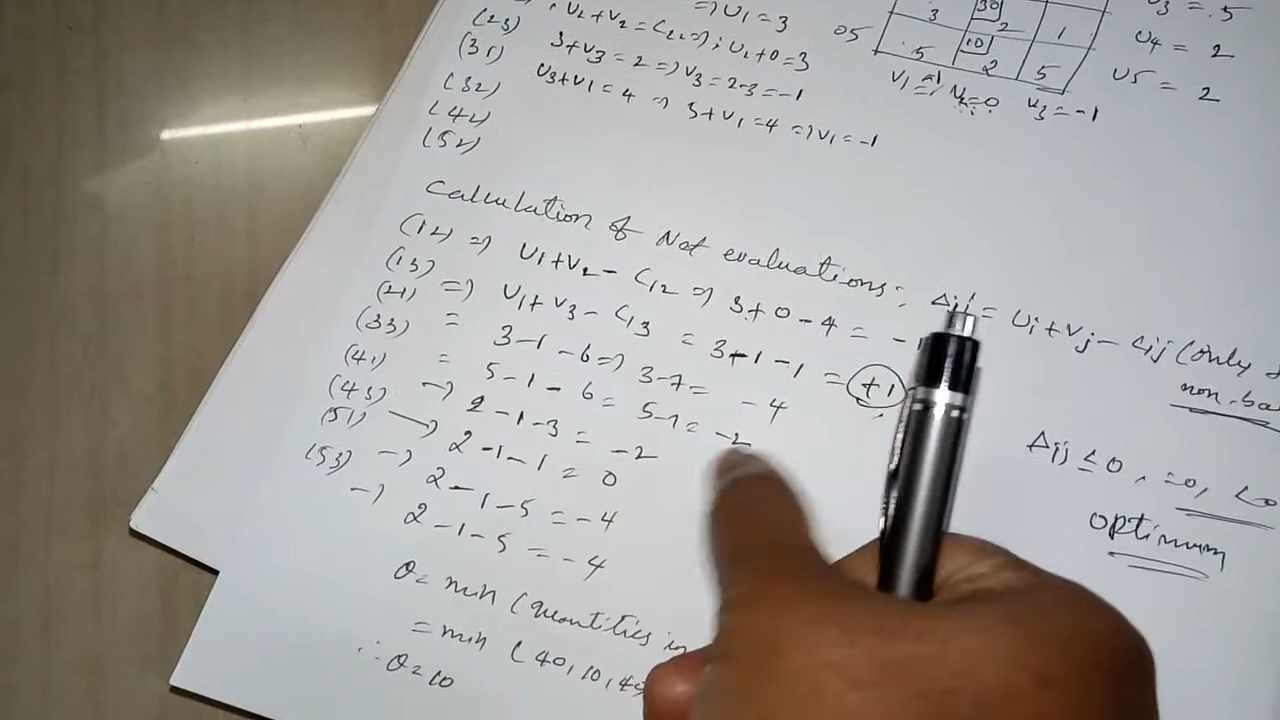 =) U1 = 3
(23) U2+V2 = C22 =) ; U2+0=3
(31) 3+V3 = 2 =) V3 = 2-3 = -1
(32) U3+V1 = 4 =) 3+V1 = 4 =) V1 = -1
(42)
(52)
3 30 2 1
05 5 10 2 5
V2=0 V3 = -1
U3 = .5
U4 = 2
U5 = 2
Calculation of Net evaluations:, Δij = Ui + Vj - Cij (only
non-ba
(12) =) U1+V2 - C12 =) 3+0-4 = -1
(13) =) U1+V3 - C13 = 3+-1-1 = +1
(21) = 3-1-6 =) 3-7 = -4
(33) = 5-1-6 = 5-7 = -2
(41) -) 2-1-3 = -2
(43) -) 2-1-1 = 0
(51) -) 2-1-5 = -4
(53) -) 2-1-5 = -4
Δij ≤ 0, =0, <0
optimum
θ = min (quantities in
= min (40, 10, 40
∴ θ = 10